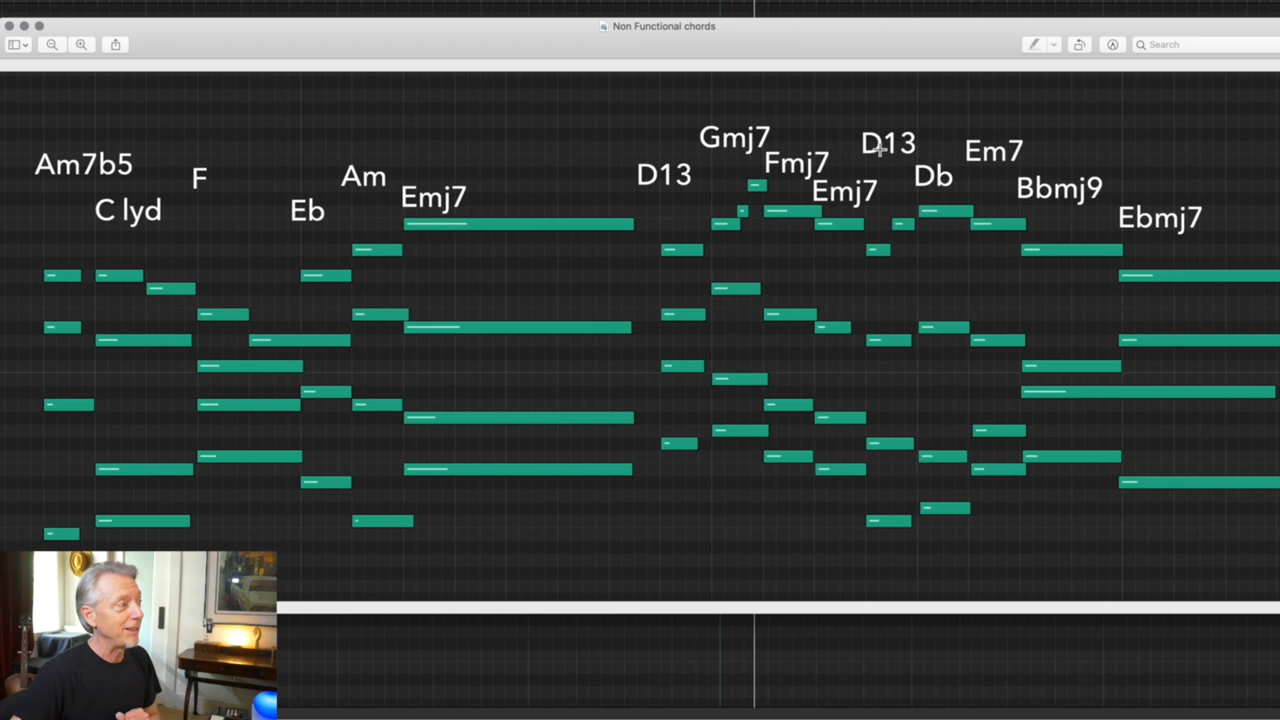 Non Functional chords
Search
Am7b5
C lyd
F
Eb
Am
Emj7
D13
Gmj7
Fmj7
Emj7
D13
Db
Em7
Bbmj9
Ebmj7